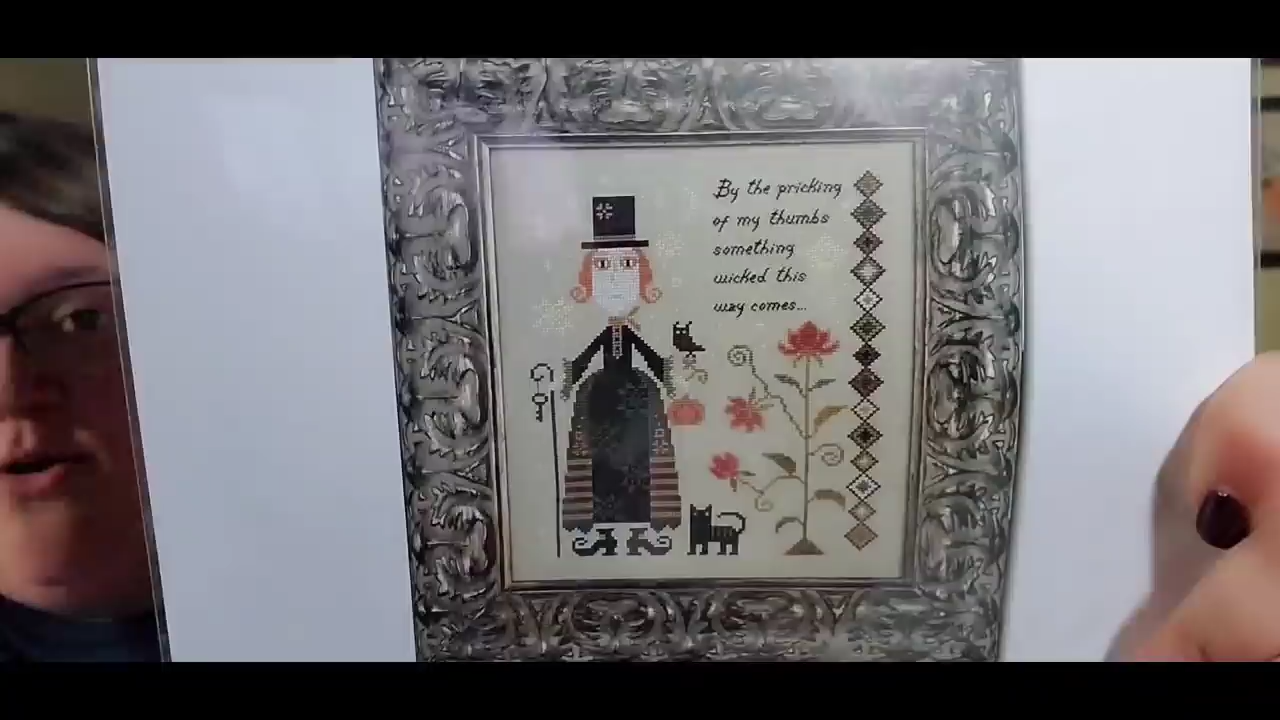 By the pricking
of my thumbs
something
wicked this
way comes...